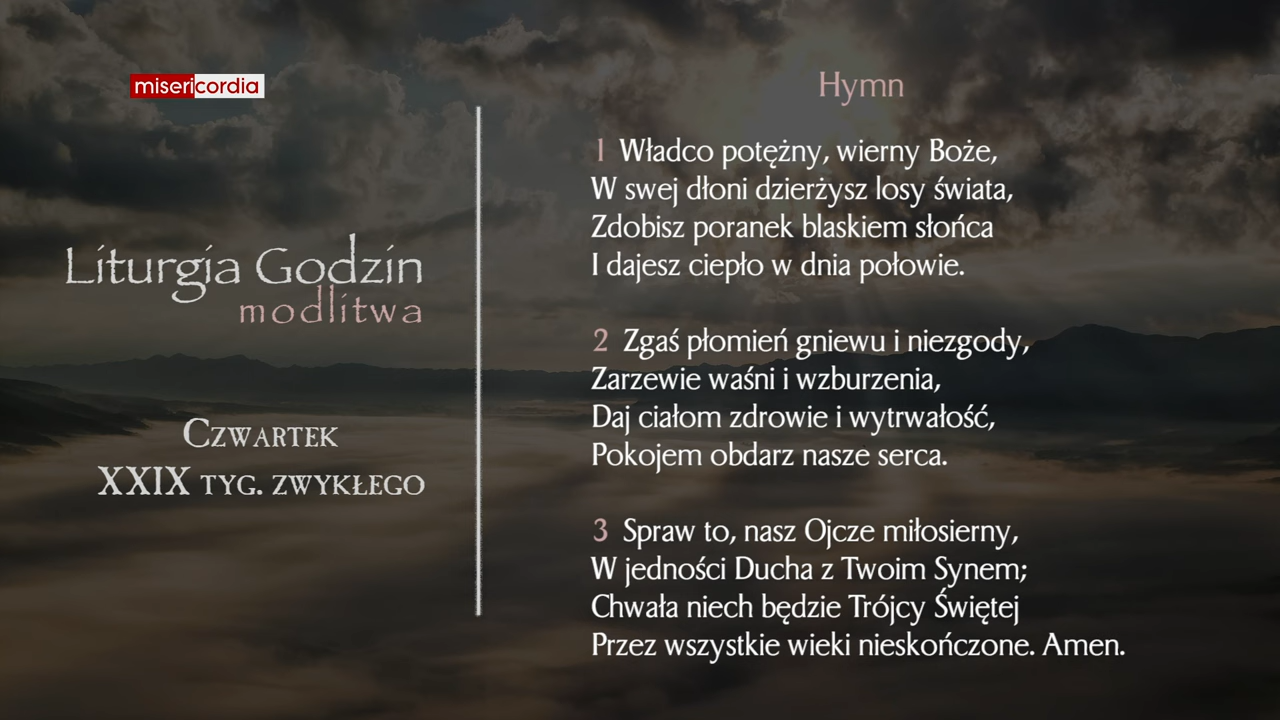 misericordia
Liturgia Godzin
modlitwa
Czwartek
XXIX tyg. zwykłego
Hymn
1 Władco potężny, wierny Boże,
W swej dłoni dzierżysz losy świata,
Zdobisz poranek blaskiem słońca
I dajesz ciepło w dnia połowie.
2 Zgaś płomień gniewu i niezgody,
Zarzewie waśni i wzburzenia,
Daj ciałom zdrowie i wytrwałość,
Pokojem obdarz nasze serca.
3 Spraw to, nasz Ojcze miłosierny,
W jedności Ducha z Twoim Synem;
Chwała niech będzie Trójcy Świętej
Przez wszystkie wieki nieskończone. Amen.